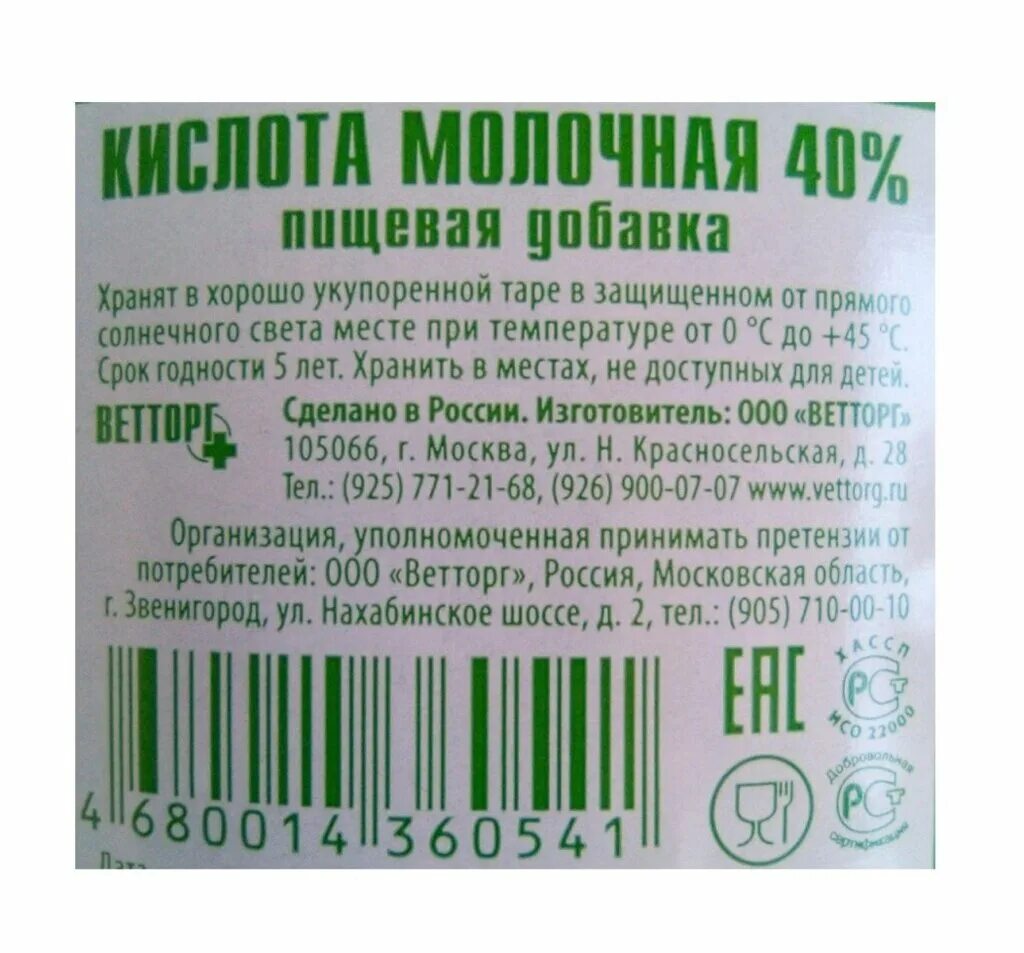 КИСЛОТА МОЛОЧНАЯ 40%
пищевая добавка
Хранят в хорошо укупоренной таре в защищенном от прямого
солнечного света месте при температуре от 0 °С до +45 °С.
Срок годности 5 лет. Хранить в местах, не доступных для детей.
ВЕТТОРГ
Сделано в России. Изготовитель: ООО «ВЕТТОРГ»
105066, г. Москва, ул. Н. Красносельская, д. 28
Тел.: (925) 771-21-68, (926) 900-07-07 www.vettorg.ru
Организация, уполномоченная принимать претензии от
потребителей: ООО «Ветторг», Россия, Московская область,
г. Звенигород, ул. Нахабинское шоссе, д. 2, тел.: (905) 710-00-10
ЕАС
ХАССП
РСТ
ИСО 22000
Добровольная
РСТ
сертификация
4 680014 360541
Дата